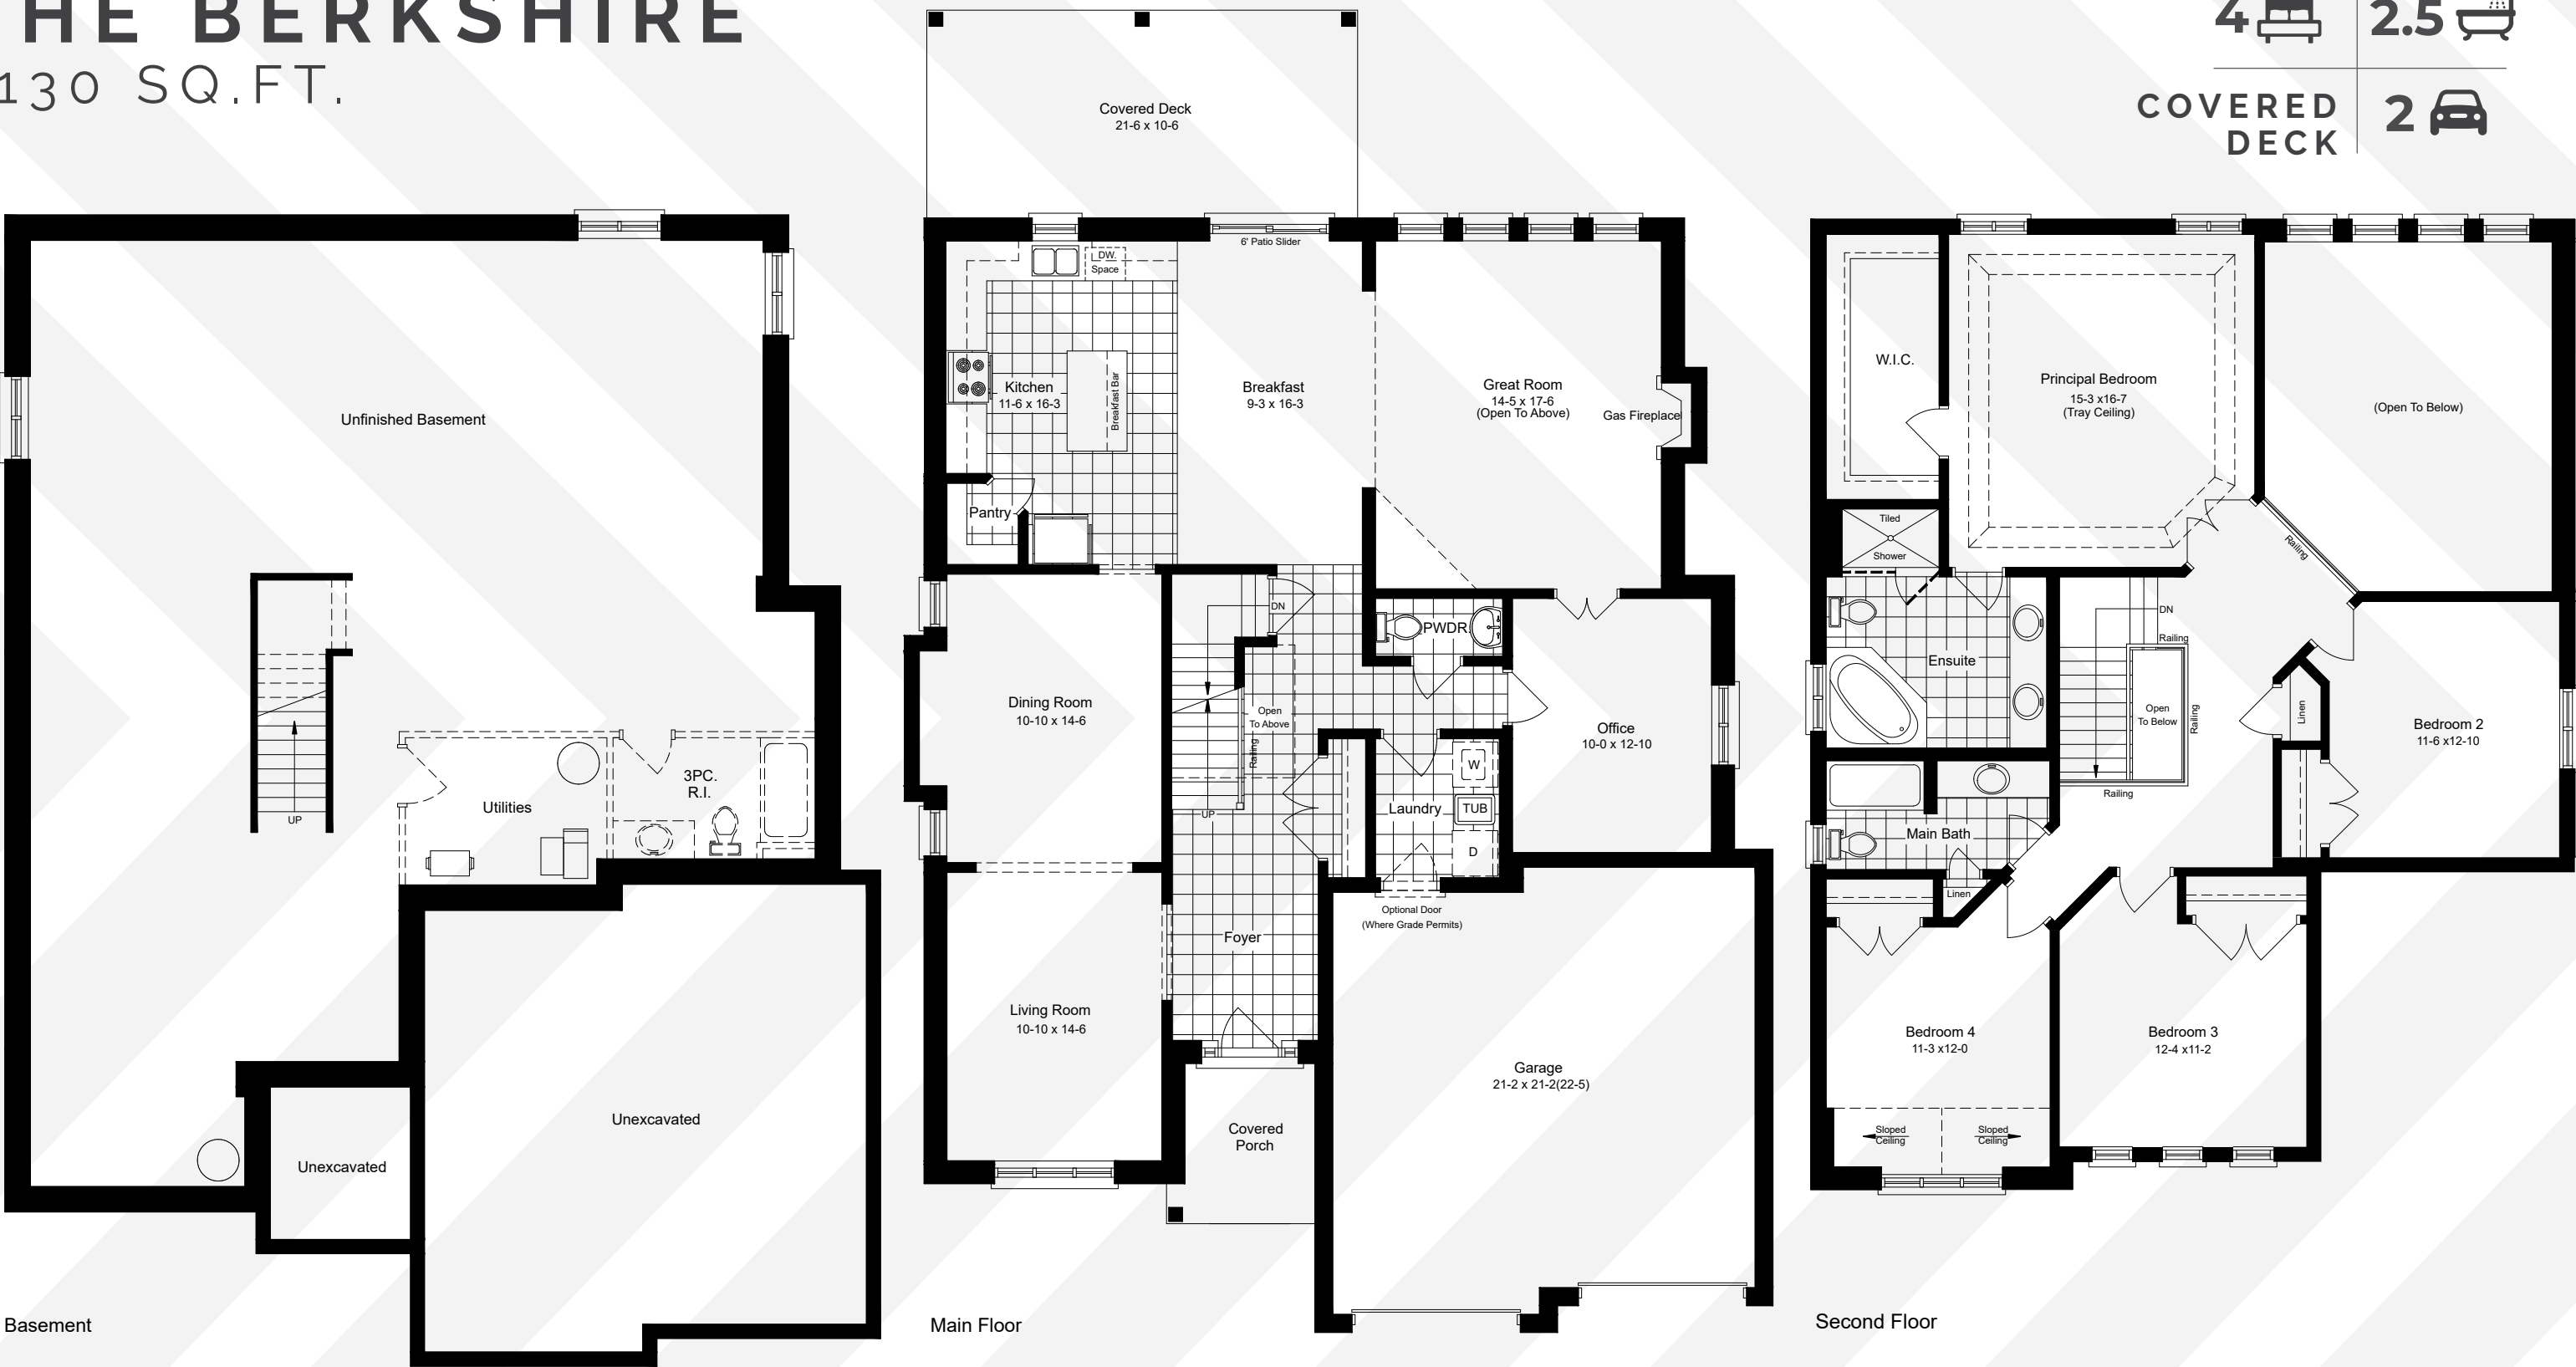 HE BERKSHIRE
130 SQ.FT.
4
2.5
COVERED
DECK
2
Unfinished Basement
UP
Utilities
3PC.
R.I.
Unexcavated
Unexcavated
Basement
Covered Deck
21-6 x 10-6
6' Patio Slider
DW.
Space
Kitchen
11-6 x 16-3
Breakfast Bar
Breakfast
9-3 x 16-3
Great Room
14-5 x 17-6
(Open To Above)
Gas Fireplace
Pantry
DN
PWDR.
Dining Room
10-10 x 14-6
Open
To Above
Railing
Office
10-0 x 12-10
W
Laundry
TUB
UP
D
Optional Door
(Where Grade Permits)
Foyer
Living Room
10-10 x 14-6
Garage
21-2 x 21-2(22-5)
Covered
Porch
Main Floor
W.I.C.
Principal Bedroom
15-3 x16-7
(Tray Ceiling)
(Open To Below)
Tiled
Shower
Railing
DN
Railing
Ensuite
Open
To Below
Railing
Linen
Bedroom 2
11-6 x12-10
Railing
Main Bath
Linen
Bedroom 4
11-3 x12-0
Bedroom 3
12-4 x11-2
Sloped
Ceiling
Sloped
Ceiling
Second Floor